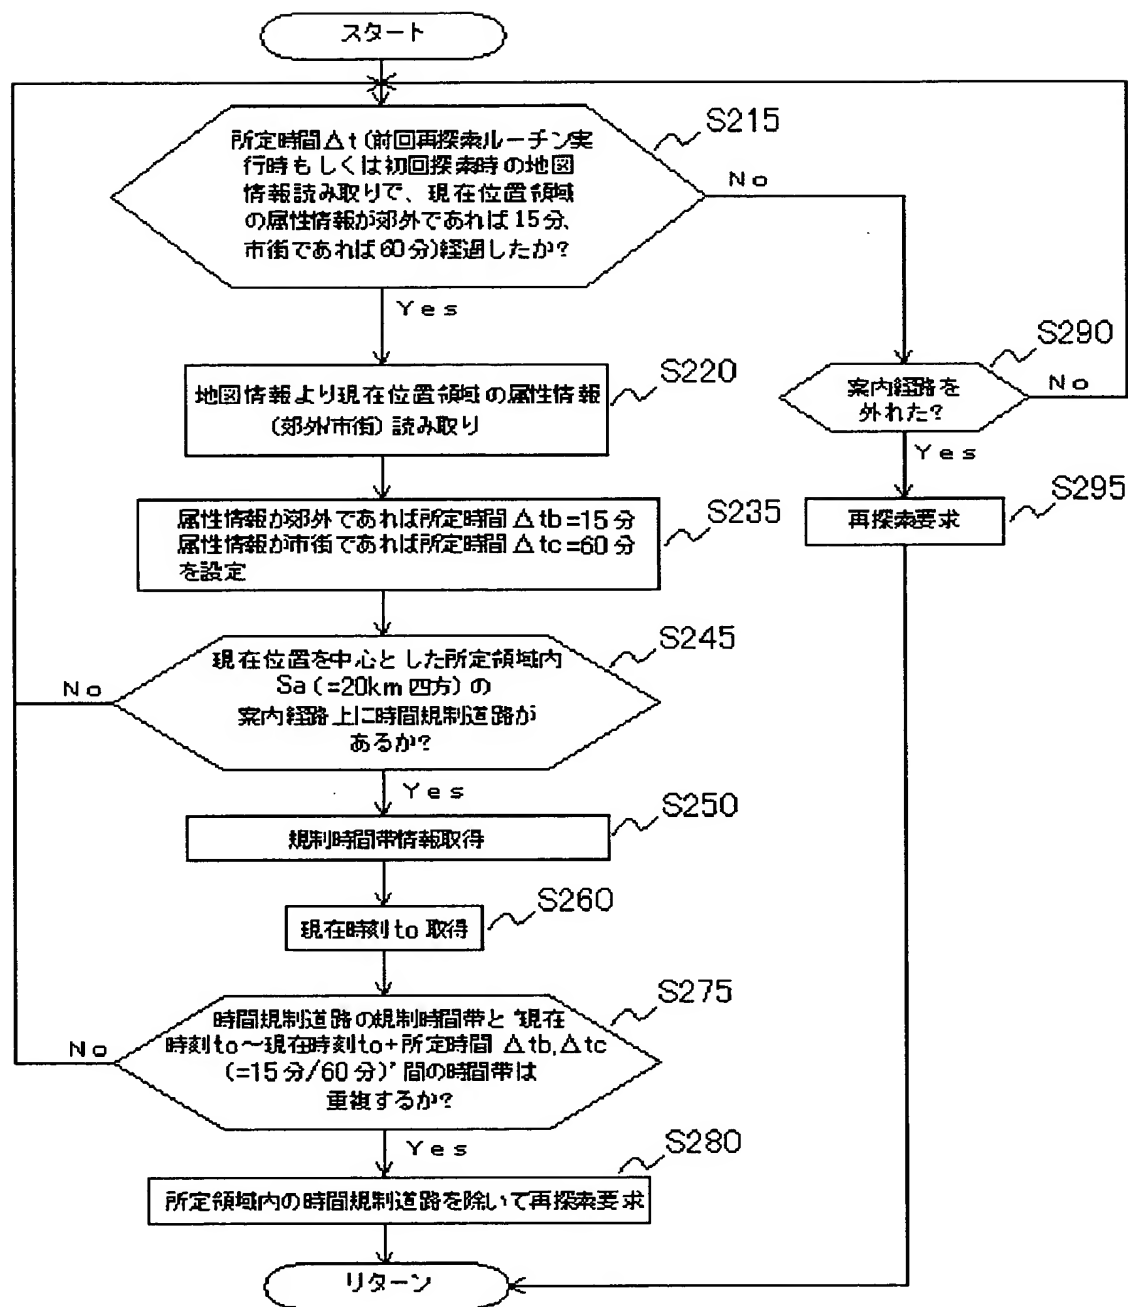 スタート
所定時間Δt(前回再探索ルーチン実
行時もしくは初回探索時の地図
情報読み取りで、現在位置領域
の属性情報が郊外であれば15分、
市街であれば60分)経過したか?
S215
No
Yes
地図情報より現在位置領域の属性情報
(郊外/市街)読み取り
S220
案内経路を
外れた?
S290
No
Yes
属性情報が郊外であれば所定時間Δtb=15分
属性情報が市街であれば所定時間Δtc=60分
を設定
S235
再探索要求
S295
現在位置を中心とした所定領域内
Sa(=20km四方)の
案内経路上に時間規制道路が
あるか?
S245
No
Yes
規制時間帯情報取得
S250
現在時刻to取得
S260
時間規制道路の規制時間帯と"現在
時刻to~現在時刻to+所定時間Δtb,Δtc
(=15分/60分)"間の時間帯は
重複するか?
S275
No
Yes
所定領域内の時間規制道路を除いて再探索要求
S280
リターン